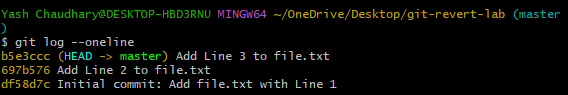 Yash Chaudhary@DESKTOP-HBD3RNU MINGW64 ~/OneDrive/Desktop/git-revert-lab (master
)
$ git log --oneline
b5e3ccc (HEAD -> master) Add Line 3 to file.txt
697b576 Add Line 2 to file.txt
df58d7c Initial commit: Add file.txt with Line 1